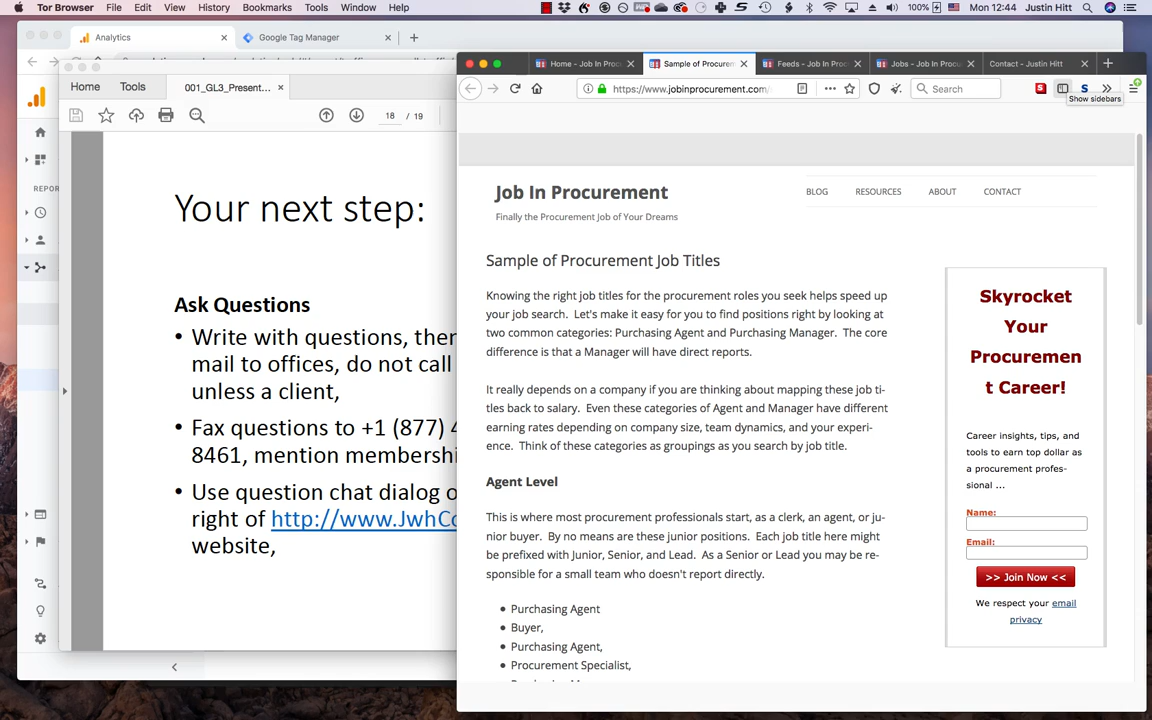 Tor Browser File Edit View History Bookmarks Tools Window Help 100% Mon 12:44 Justin Hitt
Analytics
Google Tag Manager
Home
Tools
001_GL3_Present...
18 / 19
REPOR
Your next step:
Ask Questions
• Write with questions, then
mail to offices, do not call
unless a client,
• Fax questions to +1 (877) 4
8461, mention membershi
• Use question chat dialog o
right of http://www.JwhCo
website,
Home - Job In Proc
Sample of Procurem
Feeds - Job In Proc
Jobs - Job In Procu
Contact - Justin Hitt
https://www.jobinprocurement.com/
Search
S
S
Show sidebars
Job In Procurement
Finally the Procurement Job of Your Dreams
BLOG RESOURCES ABOUT CONTACT
Sample of Procurement Job Titles
Knowing the right job titles for the procurement roles you seek helps speed up
your job search. Let's make it easy for you to find positions right by looking at
two common categories: Purchasing Agent and Purchasing Manager. The core
difference is that a Manager will have direct reports.
It really depends on a company if you are thinking about mapping these job ti-
tles back to salary. Even these categories of Agent and Manager have different
earning rates depending on company size, team dynamics, and your experi-
ence. Think of these categories as groupings as you search by job title.
Agent Level
This is where most procurement professionals start, as a clerk, an agent, or ju-
nior buyer. By no means are these junior positions. Each job title here might
be prefixed with Junior, Senior, and Lead. As a Senior or Lead you may be re-
sponsible for a small team who doesn't report directly.
• Purchasing Agent
• Buyer,
• Purchasing Agent,
• Procurement Specialist,
Skyrocket
Your
Procuremen
t Career!
Career insights, tips, and
tools to earn top dollar as
a procurement profes-
sional ...
Name:
Email:
>> Join Now <<
We respect your email
privacy